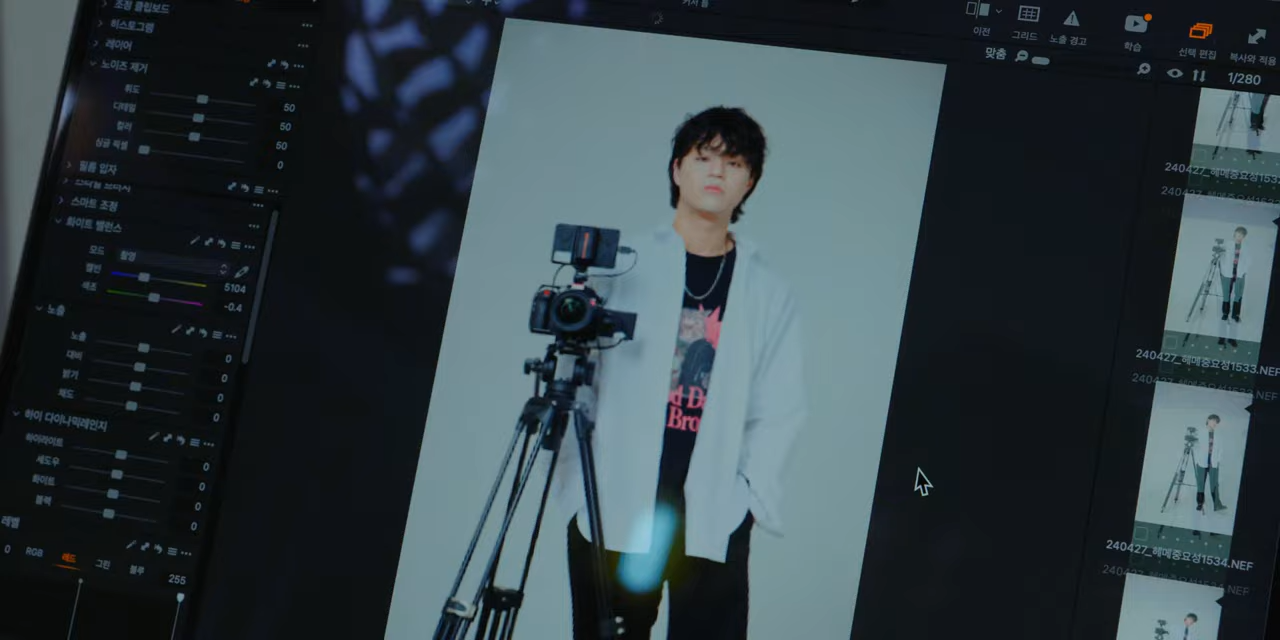 조정 클립보드
히스토그램
레이어
노이즈 제거
휘도 50
디테일 50
컬러 50
싱글 픽셀 0
필름 입자
스마트 조정
화이트 밸런스
모드 촬영
켈빈 5104
색조 -0.4
노출
노출 0
대비 0
밝기 0
채도 0
하이 다이나믹레인지
하이라이트 0
섀도우 0
화이트 0
블랙 0
레벨
0 RGB 레드 그린 블루 255
이전
그리드
노출 경고
학습
선택 편집
복사와 적용
맞춤
1/280
240427_헤메중요성1533.NEF
240427_헤메중요성1534.NEF
d D
Bro